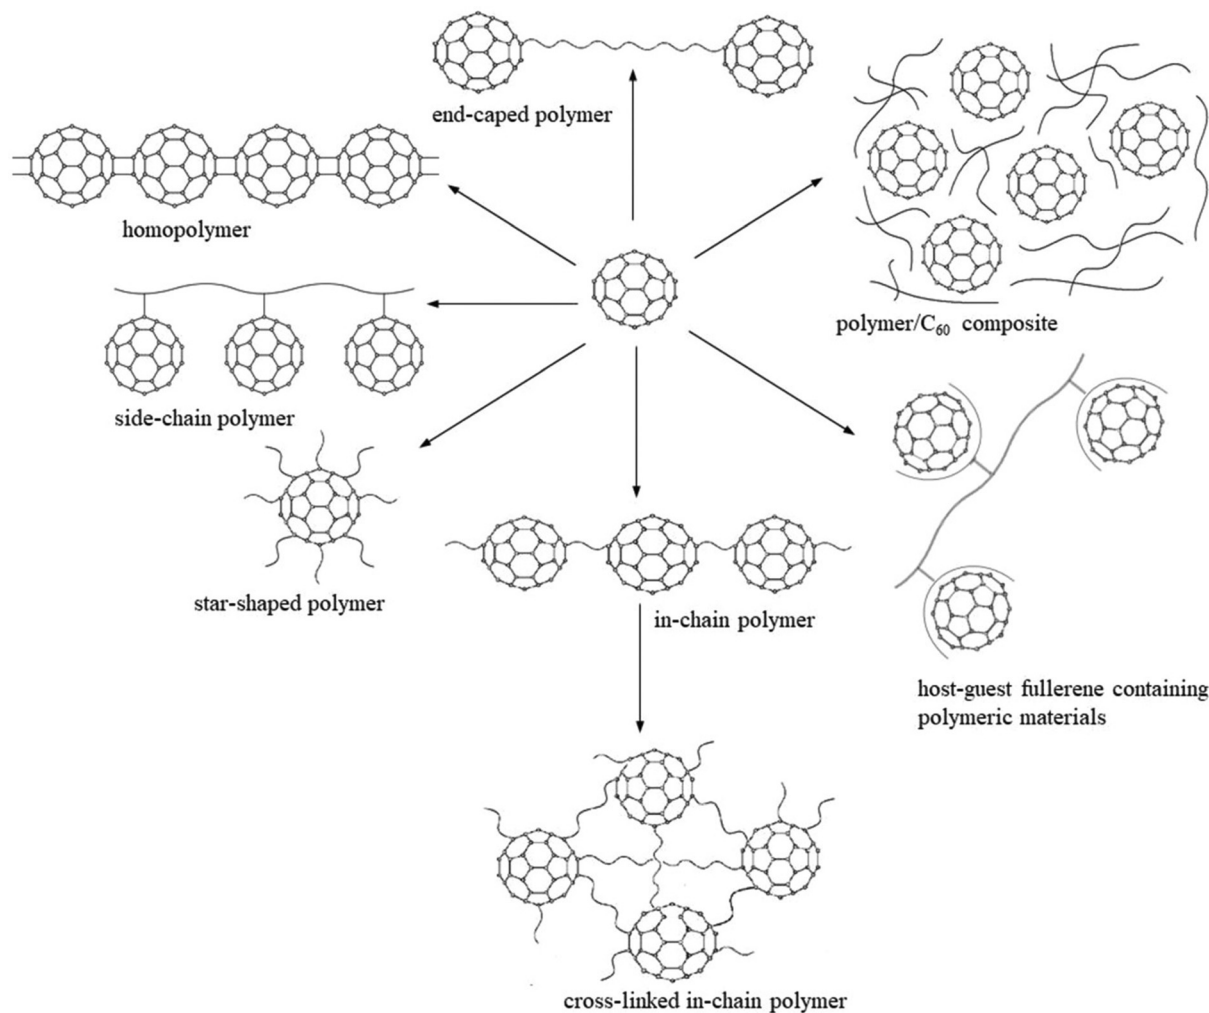 end-caped polymer
homopolymer
polymer/C₆₀ composite
side-chain polymer
star-shaped polymer
in-chain polymer
host-guest fullerene containing
polymeric materials
cross-linked in-chain polymer